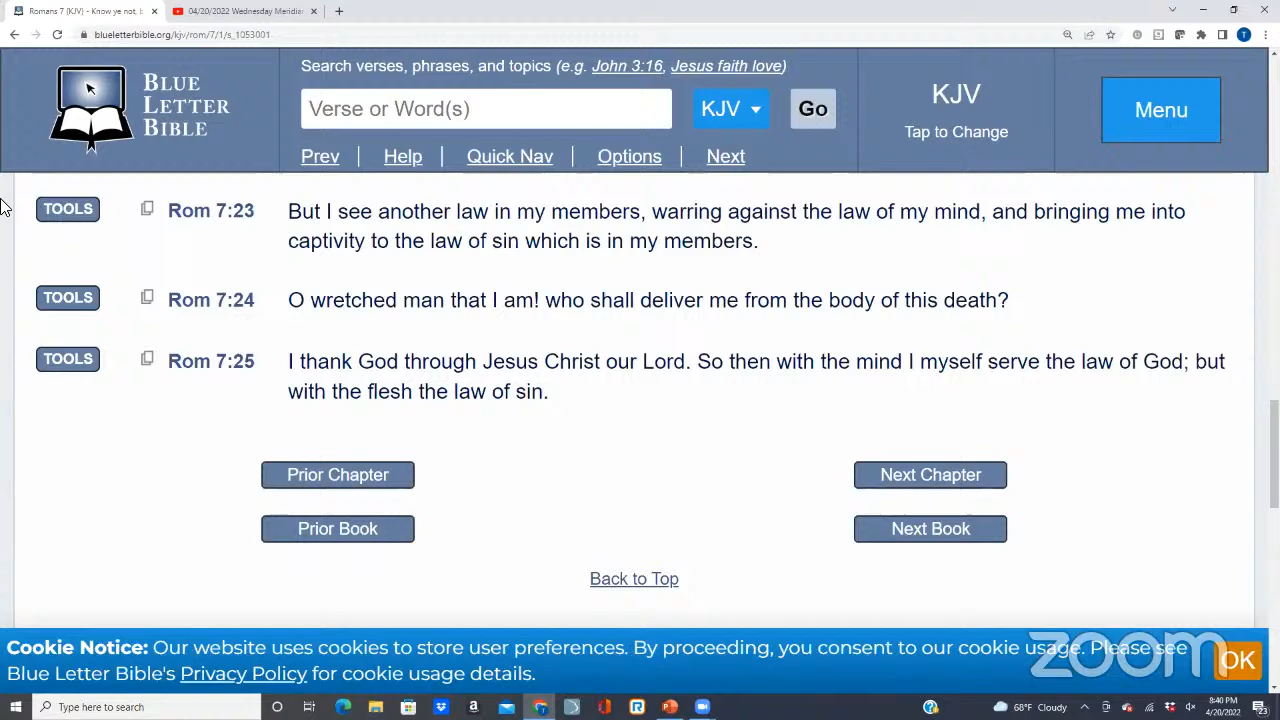 Romans 7 (KJV) - Know ye not, b
04/20/2022 Wednesday Meridia
blueletterbible.org/kjv/rom/7/1/s_1053001
BLUE
LETTER
BIBLE
Search verses, phrases, and topics (e.g. John 3:16, Jesus faith love)
Verse or Word(s)
KJV
Go
Prev
Help
Quick Nav
Options
Next
KJV
Tap to Change
Menu
TOOLS
Rom 7:23
But I see another law in my members, warring against the law of my mind, and bringing me into
captivity to the law of sin which is in my members.
TOOLS
Rom 7:24
O wretched man that I am! who shall deliver me from the body of this death?
TOOLS
Rom 7:25
I thank God through Jesus Christ our Lord. So then with the mind I myself serve the law of God; but
with the flesh the law of sin.
Prior Chapter
Next Chapter
Prior Book
Next Book
Back to Top
Cookie Notice: Our website uses cookies to store user preferences. By proceeding, you consent to our cookie usage. Please see
Blue Letter Bible's Privacy Policy for cookie usage details.
OK
zoom
Type here to search
68°F Cloudy
8:40 PM
4/20/2022